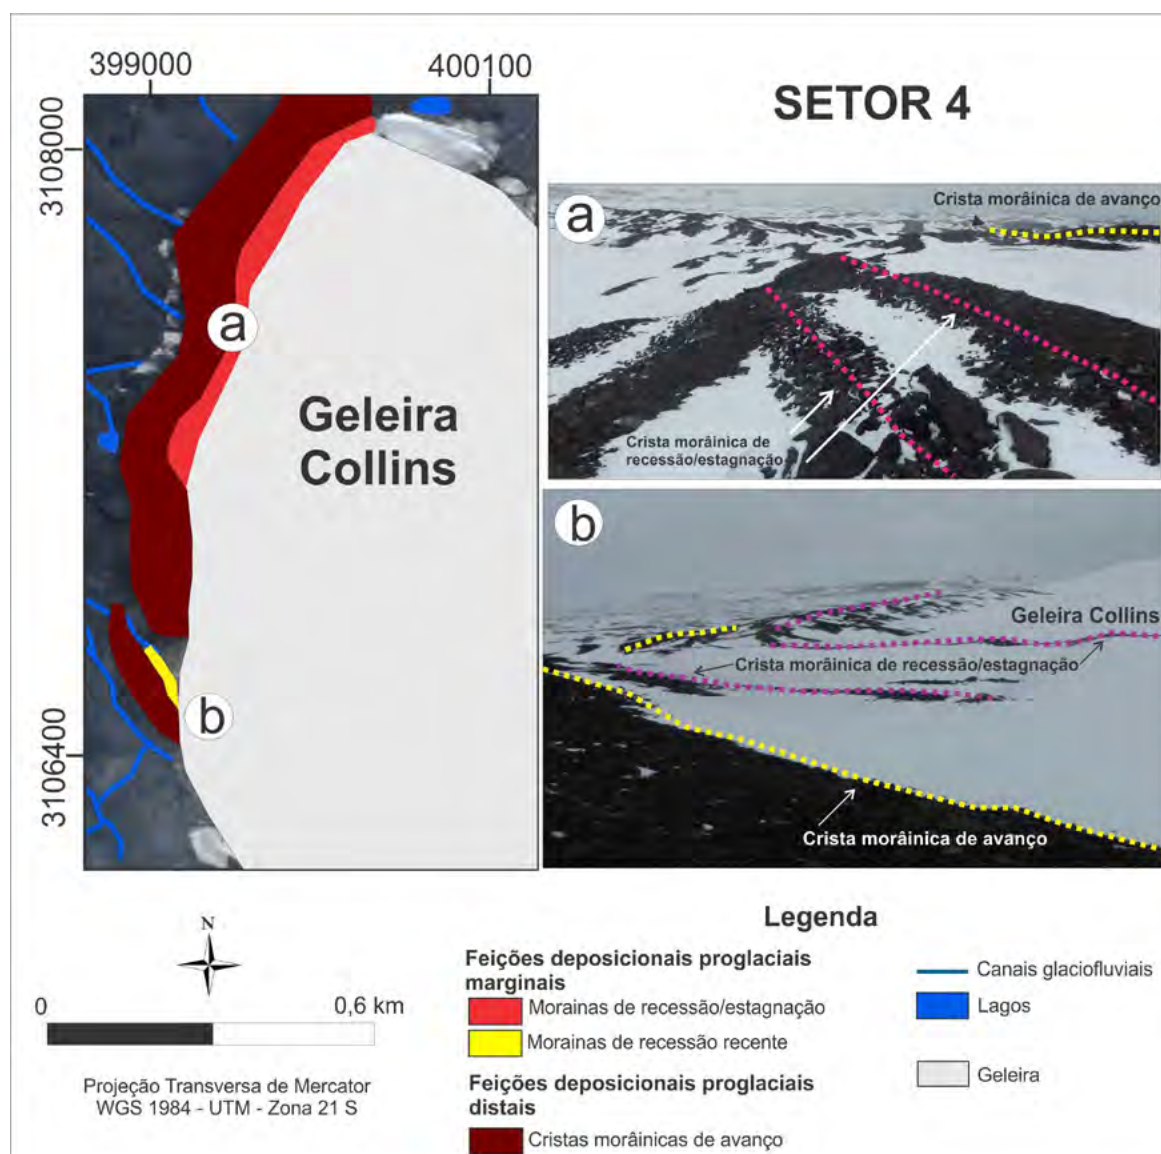 399000
400100
3108000
3106400
a
b
Geleira
Collins
SETOR 4
a
Crista morâinica de avanço
Crista morâinica de
recessão/estagnação
b
Geleira Collins
Crista morâinica de recessão/estagnação
Crista morâinica de avanço
N
0
0,6 km
Projeção Transversa de Mercator
WGS 1984 - UTM - Zona 21 S
Legenda
Feições deposicionais proglaciais
marginais
Morainas de recessão/estagnação
Morainas de recessão recente
Feições deposicionais proglaciais
distais
Cristas morâinicas de avanço
Canais glaciofluviais
Lagos
Geleira